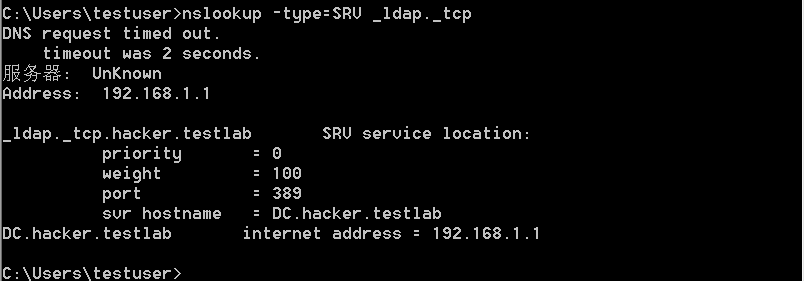 C:\Users\testuser>nslookup -type=SRV _ldap._tcp
DNS request timed out.
    timeout was 2 seconds.
服务器:  UnKnown
Address:  192.168.1.1

_ldap._tcp.hacker.testlab       SRV service location:
          priority       = 0
          weight         = 100
          port           = 389
          svr hostname   = DC.hacker.testlab
DC.hacker.testlab       internet address = 192.168.1.1

C:\Users\testuser>